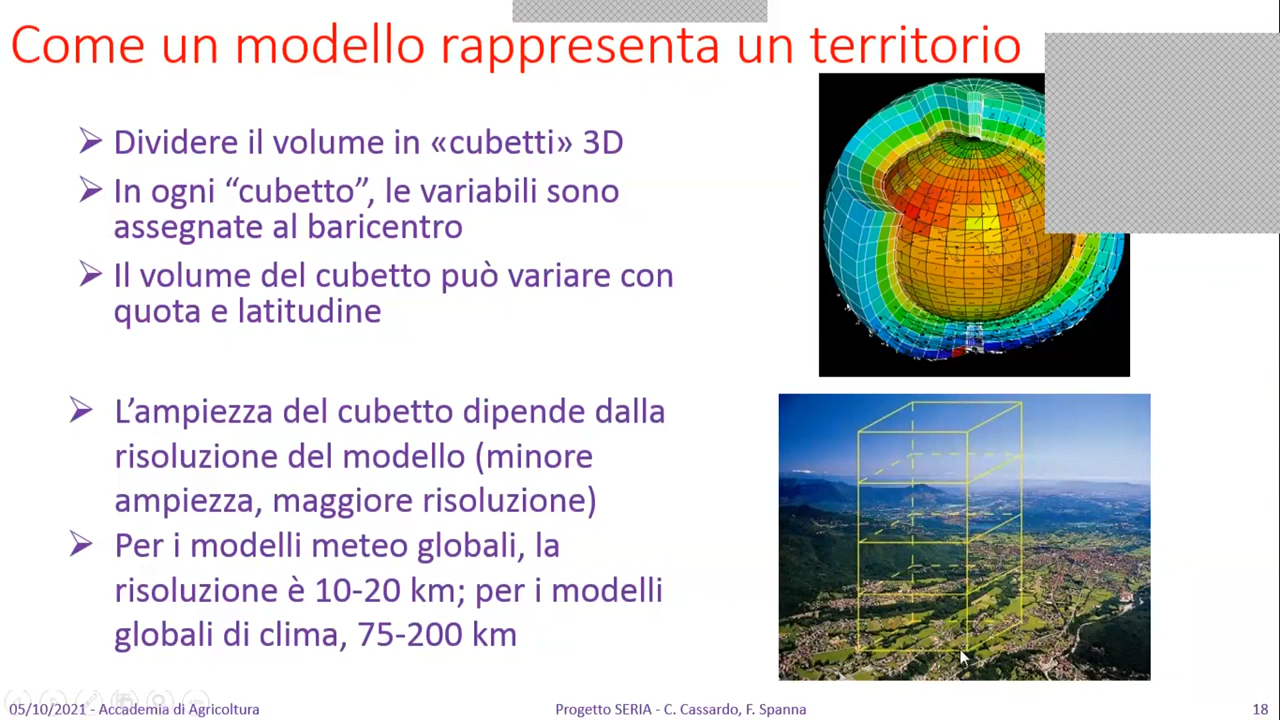 Come un modello rappresenta un territorio
➢ Dividere il volume in «cubetti» 3D
➢ In ogni “cubetto”, le variabili sono
assegnate al baricentro
➢ Il volume del cubetto può variare con
quota e latitudine
➢ L’ampiezza del cubetto dipende dalla
risoluzione del modello (minore
ampiezza, maggiore risoluzione)
➢ Per i modelli meteo globali, la
risoluzione è 10-20 km; per i modelli
globali di clima, 75-200 km
05/10/2021 - Accademia di Agricoltura
Progetto SERIA - C. Cassardo, F. Spanna
18